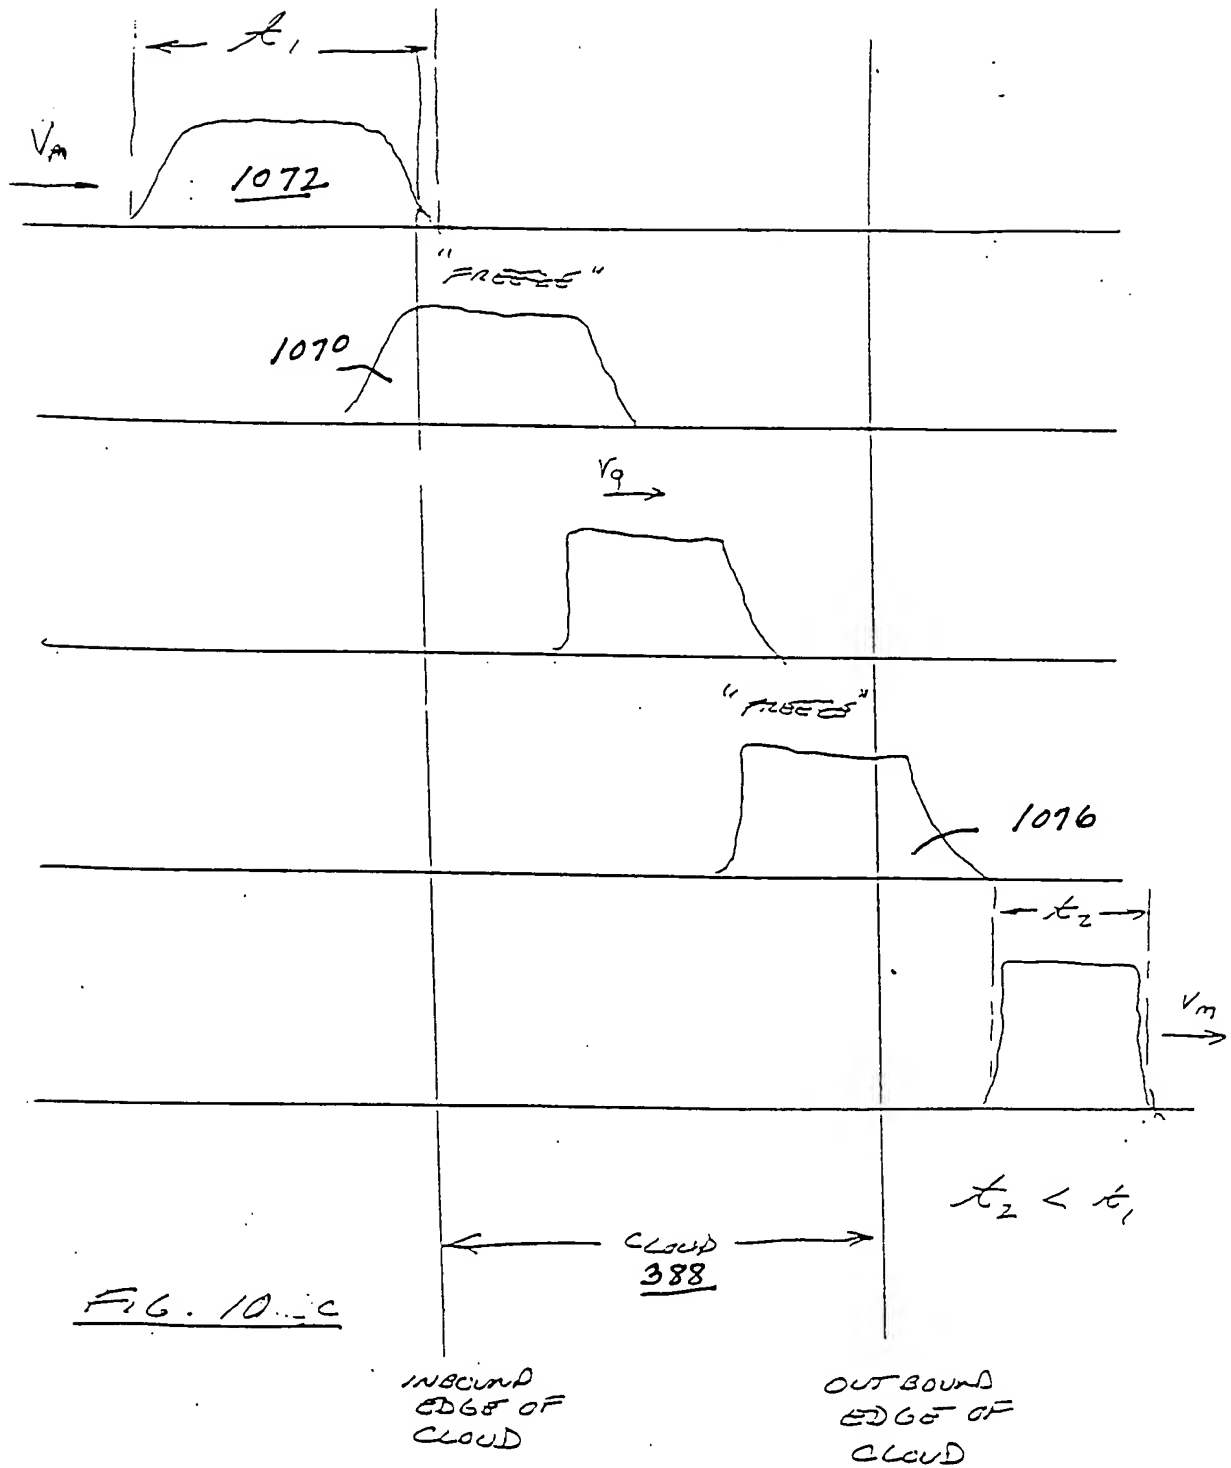 t₁
Vm
1072
"FREEZE"
1070
Vg
"FREEZE"
1076
t₂
Vm
t₂ < t₁
CLOUD
388
FIG. 10-C
INBOUND
EDGE OF
CLOUD
OUTBOUND
EDGE OF
CLOUD